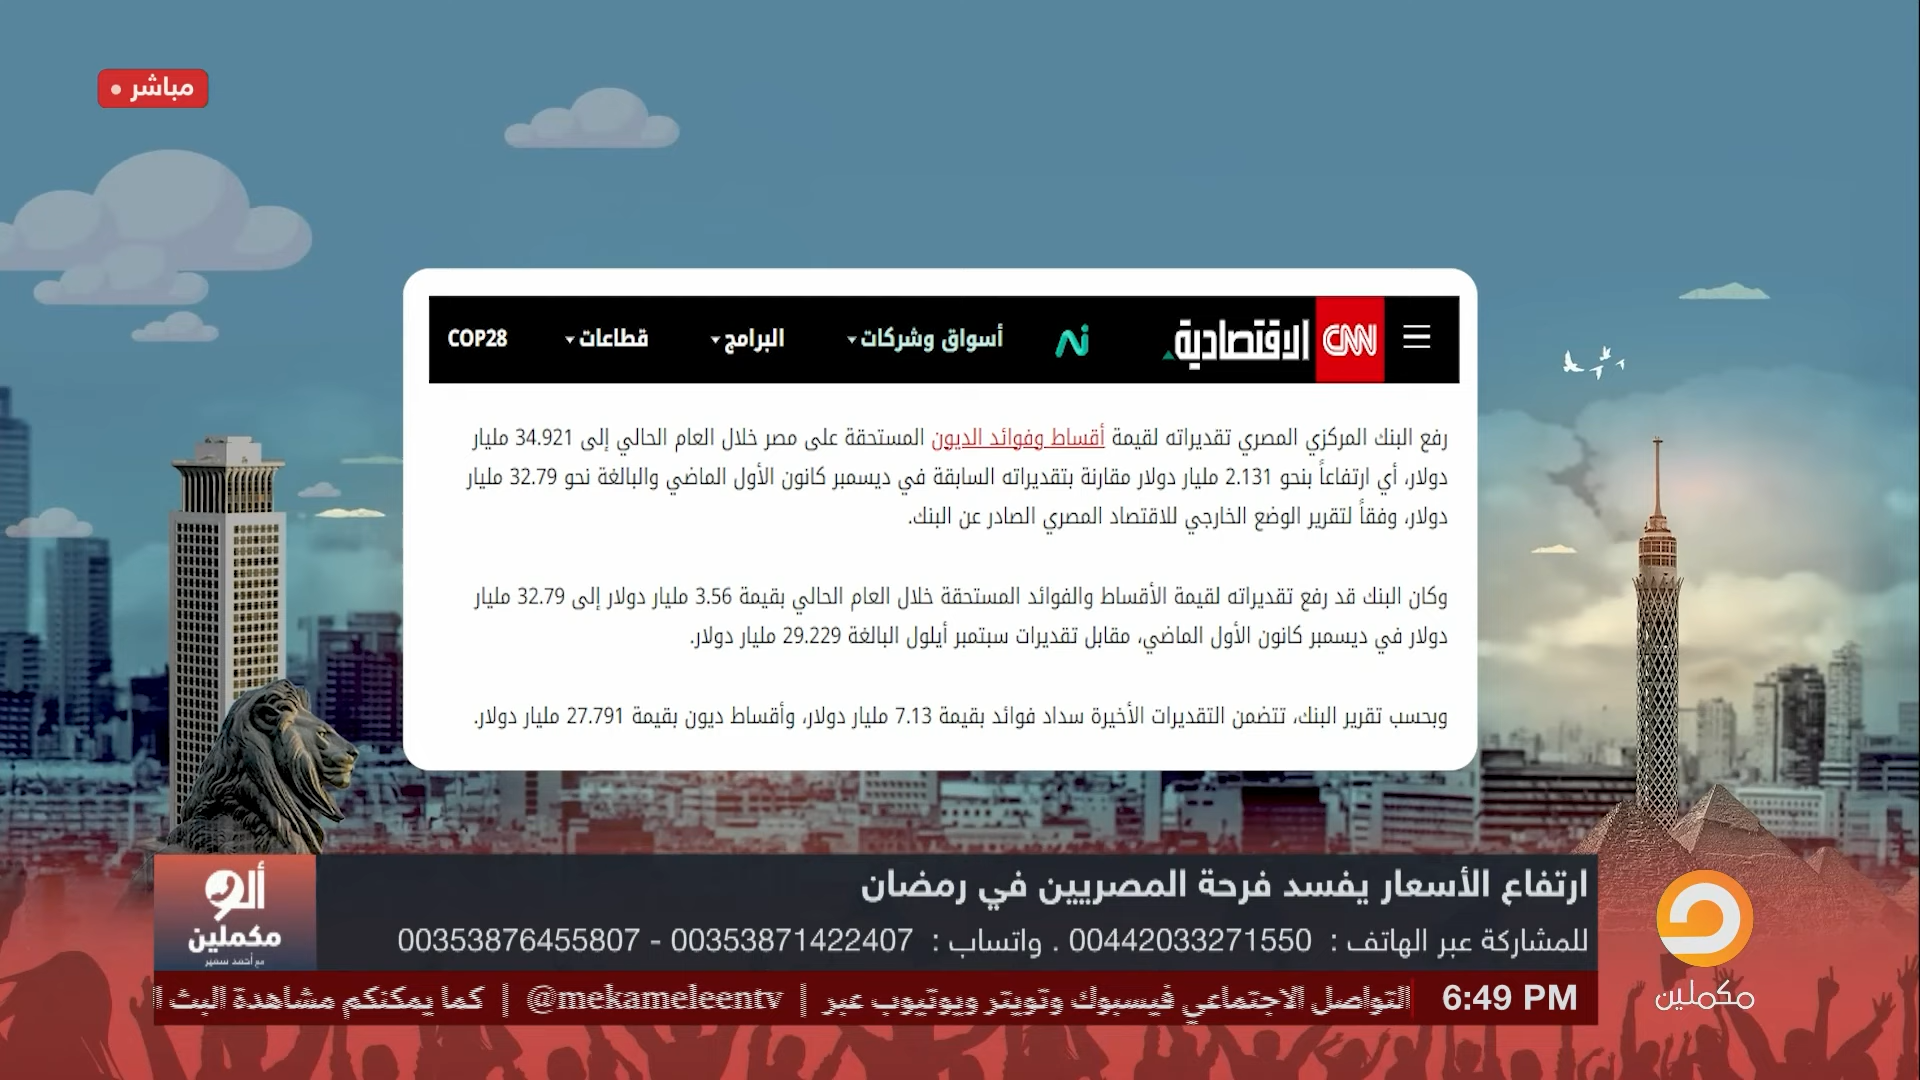 مباشر
COP28 قطاعات البرامج أسواق وشركات الاقتصادية CNN
رفع البنك المركزي المصري تقديراته لقيمة أقساط وفوائد الديون المستحقة على مصر خلال العام الحالي إلى 34.921 مليار
دولار، أي ارتفاعاً بنحو 2.131 مليار دولار مقارنة بتقديراته السابقة في ديسمبر كانون الأول الماضي والبالغة نحو 32.79 مليار
دولار، وفقاً لتقرير الوضع الخارجي للاقتصاد المصري الصادر عن البنك.
وكان البنك قد رفع تقديراته لقيمة الأقساط والفوائد المستحقة خلال العام الحالي بقيمة 3.56 مليار دولار إلى 32.79 مليار
دولار في ديسمبر كانون الأول الماضي، مقابل تقديرات سبتمبر أيلول البالغة 29.229 مليار دولار.
وبحسب تقرير البنك، تتضمن التقديرات الأخيرة سداد فوائد بقيمة 7.13 مليار دولار، وأقساط ديون بقيمة 27.791 مليار دولار.
ارتفاع الأسعار يفسد فرحة المصريين في رمضان
للمشاركة عبر الهاتف : 00442033271550 . واتساب : 00353871422407 - 00353876455807
ألو
مكملين
مع أحمد سمير
6:49 PM
التواصل الاجتماعي فيسبوك وتويتر ويوتيوب عبر | @mekameleentv | كما يمكنكم مشاهدة البث ا
مكملين